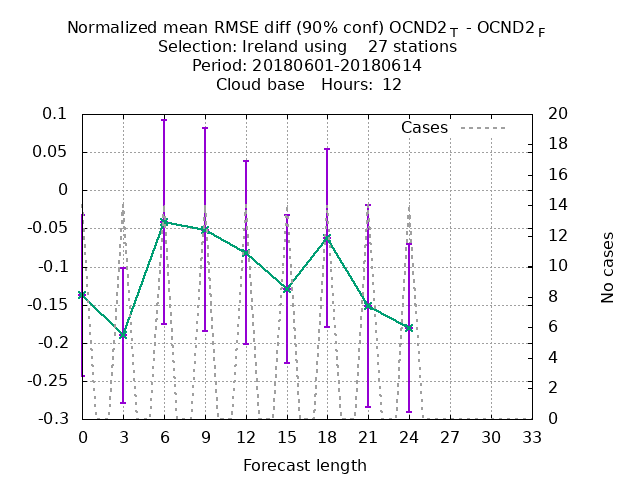 Normalized mean RMSE diff (90% conf) OCND2 T - OCND2 F
Selection: Ireland using 27 stations
Period: 20180601-20180614
Cloud base Hours: 12
0.1
0.05
0
-0.05
-0.1
-0.15
-0.2
-0.25
-0.3
Cases
20
18
16
14
12
10
8
6
4
2
0
No cases
0 3 6 9 12 15 18 21 24 27 30 33
Forecast length